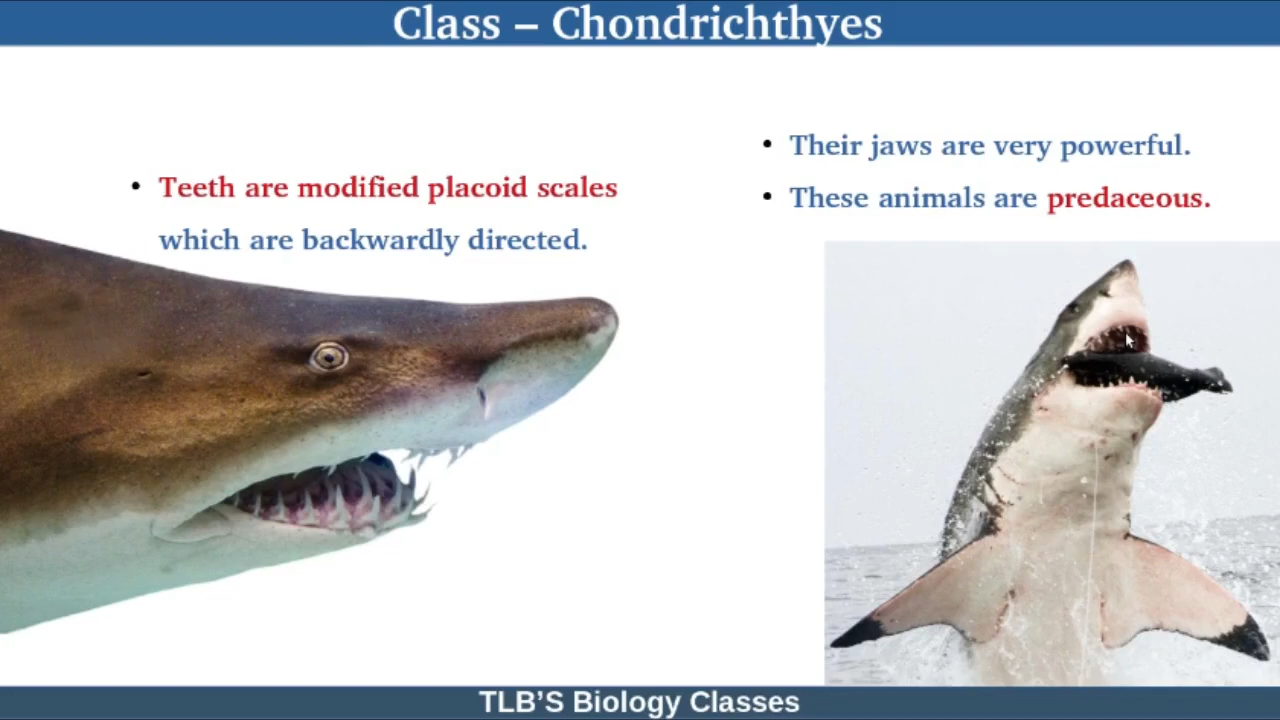 Class – Chondrichthyes
• Teeth are modified placoid scales
which are backwardly directed.
• Their jaws are very powerful.
• These animals are predaceous.
TLB'S Biology Classes